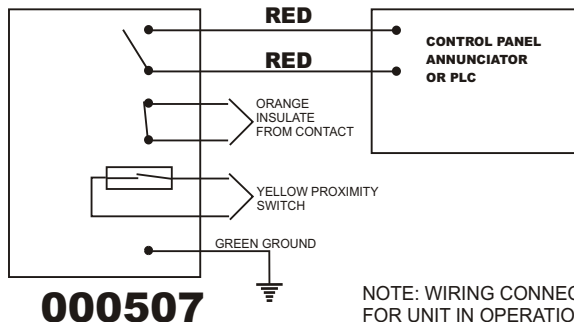 RED
RED
CONTROL PANEL
ANNUNCIATOR
OR PLC
ORANGE
INSULATE
FROM CONTACT
YELLOW PROXIMITY
SWITCH
GREEN GROUND
000507
NOTE: WIRING
FOR UNIT IN